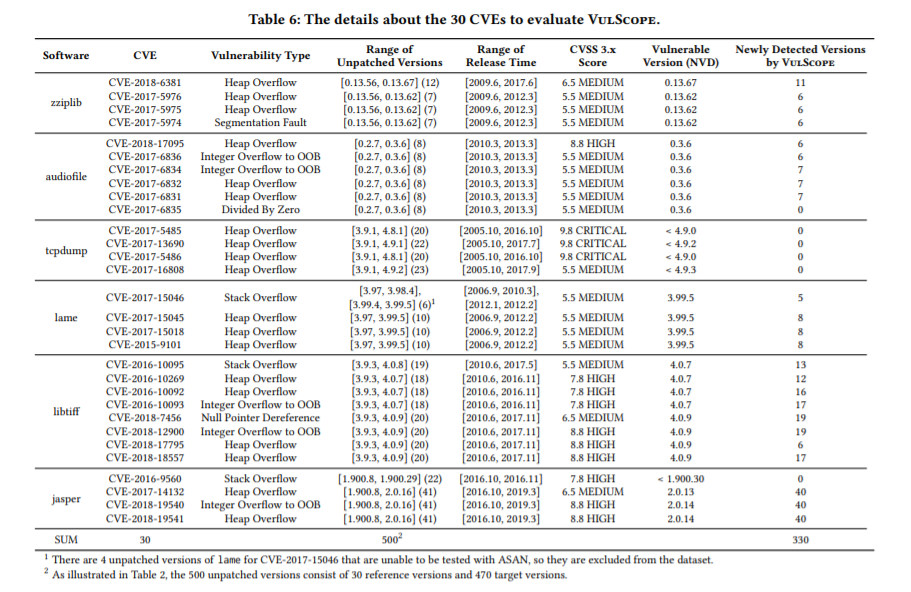 Table 6: The details about the 30 CVEs to evaluate VULSCOPE.
Software CVE Vulnerability Type Range of Unpatched Versions Range of Release Time CVSS 3.x Score Vulnerable Version (NVD) Newly Detected Versions by VULSCOPE
zziplib
CVE-2018-6381 Heap Overflow [0.13.56, 0.13.67] (12) [2009.6, 2017.6] 6.5 MEDIUM 0.13.67 11
CVE-2017-5976 Heap Overflow [0.13.56, 0.13.62] (7) [2009.6, 2012.3] 5.5 MEDIUM 0.13.62 6
CVE-2017-5975 Heap Overflow [0.13.56, 0.13.62] (7) [2009.6, 2012.3] 5.5 MEDIUM 0.13.62 6
CVE-2017-5974 Segmentation Fault [0.13.56, 0.13.62] (7) [2009.6, 2012.3] 5.5 MEDIUM 0.13.62 6
audiofile
CVE-2018-17095 Heap Overflow [0.2.7, 0.3.6] (8) [2010.3, 2013.3] 8.8 HIGH 0.3.6 6
CVE-2017-6836 Integer Overflow to OOB [0.2.7, 0.3.6] (8) [2010.3, 2013.3] 5.5 MEDIUM 0.3.6 6
CVE-2017-6834 Integer Overflow to OOB [0.2.7, 0.3.6] (8) [2010.3, 2013.3] 5.5 MEDIUM 0.3.6 7
CVE-2017-6832 Heap Overflow [0.2.7, 0.3.6] (8) [2010.3, 2013.3] 5.5 MEDIUM 0.3.6 7
CVE-2017-6831 Heap Overflow [0.2.7, 0.3.6] (8) [2010.3, 2013.3] 5.5 MEDIUM 0.3.6 7
CVE-2017-6835 Divided By Zero [0.2.7, 0.3.6] (8) [2010.3, 2013.3] 5.5 MEDIUM 0.3.6 0
tcpdump
CVE-2017-5485 Heap Overflow [3.9.1, 4.8.1] (20) [2005.10, 2016.10] 9.8 CRITICAL < 4.9.0 0
CVE-2017-13690 Heap Overflow [3.9.1, 4.9.1] (22) [2005.10, 2017.7] 9.8 CRITICAL < 4.9.2 0
CVE-2017-5486 Heap Overflow [3.9.1, 4.8.1] (20) [2005.10, 2016.10] 9.8 CRITICAL < 4.9.0 0
CVE-2017-16808 Heap Overflow [3.9.1, 4.9.2] (23) [2005.10, 2017.9] 5.5 MEDIUM < 4.9.3 0
lame
CVE-2017-15046 Stack Overflow [3.97, 3.98.4], [3.99.4, 3.99.5] (6)1 [2006.9, 2010.3], [2012.1, 2012.2] 5.5 MEDIUM 3.99.5 5
CVE-2017-15045 Heap Overflow [3.97, 3.99.5] (10) [2006.9, 2012.2] 5.5 MEDIUM 3.99.5 8
CVE-2017-15018 Heap Overflow [3.97, 3.99.5] (10) [2006.9, 2012.2] 5.5 MEDIUM 3.99.5 8
CVE-2015-9101 Heap Overflow [3.97, 3.99.5] (10) [2006.9, 2012.2] 5.5 MEDIUM 3.99.5 8
libtiff
CVE-2016-10095 Stack Overflow [3.9.3, 4.0.8] (19) [2010.6, 2017.5] 5.5 MEDIUM 4.0.7 13
CVE-2016-10269 Heap Overflow [3.9.3, 4.0.7] (18) [2010.6, 2016.11] 7.8 HIGH 4.0.7 12
CVE-2016-10092 Heap Overflow [3.9.3, 4.0.7] (18) [2010.6, 2016.11] 7.8 HIGH 4.0.7 16
CVE-2016-10093 Integer Overflow to OOB [3.9.3, 4.0.7] (18) [2010.6, 2016.11] 7.8 HIGH 4.0.7 17
CVE-2018-7456 Null Pointer Dereference [3.9.3, 4.0.9] (20) [2010.6, 2017.11] 6.5 MEDIUM 4.0.9 19
CVE-2018-12900 Integer Overflow to OOB [3.9.3, 4.0.9] (20) [2010.6, 2017.11] 8.8 HIGH 4.0.9 19
CVE-2018-17795 Heap Overflow [3.9.3, 4.0.9] (20) [2010.6, 2017.11] 8.8 HIGH 4.0.9 6
CVE-2018-18557 Heap Overflow [3.9.3, 4.0.9] (20) [2010.6, 2017.11] 8.8 HIGH 4.0.9 17
jasper
CVE-2016-9560 Stack Overflow [1.900.8, 1.900.29] (22) [2016.10, 2016.11] 7.8 HIGH < 1.900.30 0
CVE-2017-14132 Heap Overflow [1.900.8, 2.0.16] (41) [2016.10, 2019.3] 6.5 MEDIUM 2.0.13 40
CVE-2018-19540 Integer Overflow to OOB [1.900.8, 2.0.16] (41) [2016.10, 2019.3] 8.8 HIGH 2.0.14 40
CVE-2018-19541 Heap Overflow [1.900.8, 2.0.16] (41) [2016.10, 2019.3] 8.8 HIGH 2.0.14 40
SUM 30 5002 330
1 There are 4 unpatched versions of lame for CVE-2017-15046 that are unable to be tested with ASAN, so they are excluded from the dataset.
2 As illustrated in Table 2, the 500 unpatched versions consist of 30 reference versions and 470 target versions.